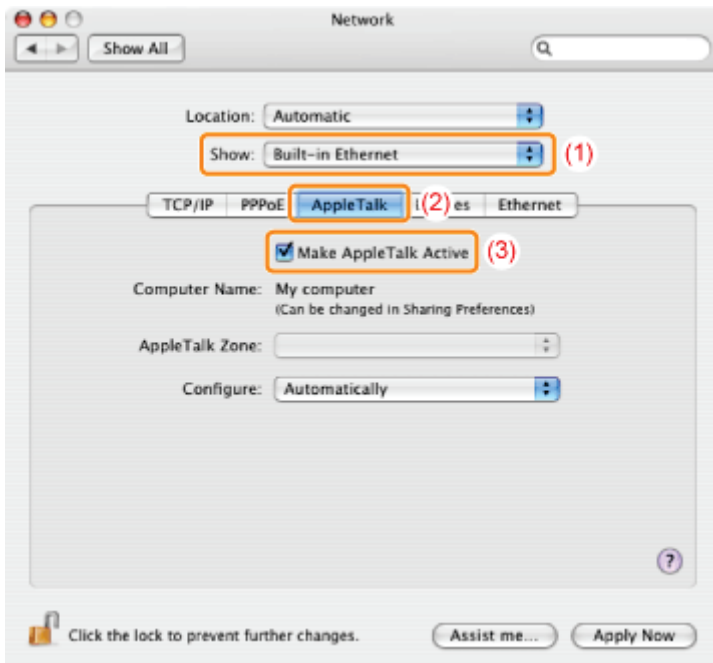 Network
Show All
Location: Automatic
Show: Built-in Ethernet (1)
TCP/IP PPPoE AppleTalk (2) Ethernet
Make AppleTalk Active (3)
Computer Name: My computer
(Can be changed in Sharing Preferences)
AppleTalk Zone:
Configure: Automatically
?
Click the lock to prevent further changes. Assist me... Apply Now